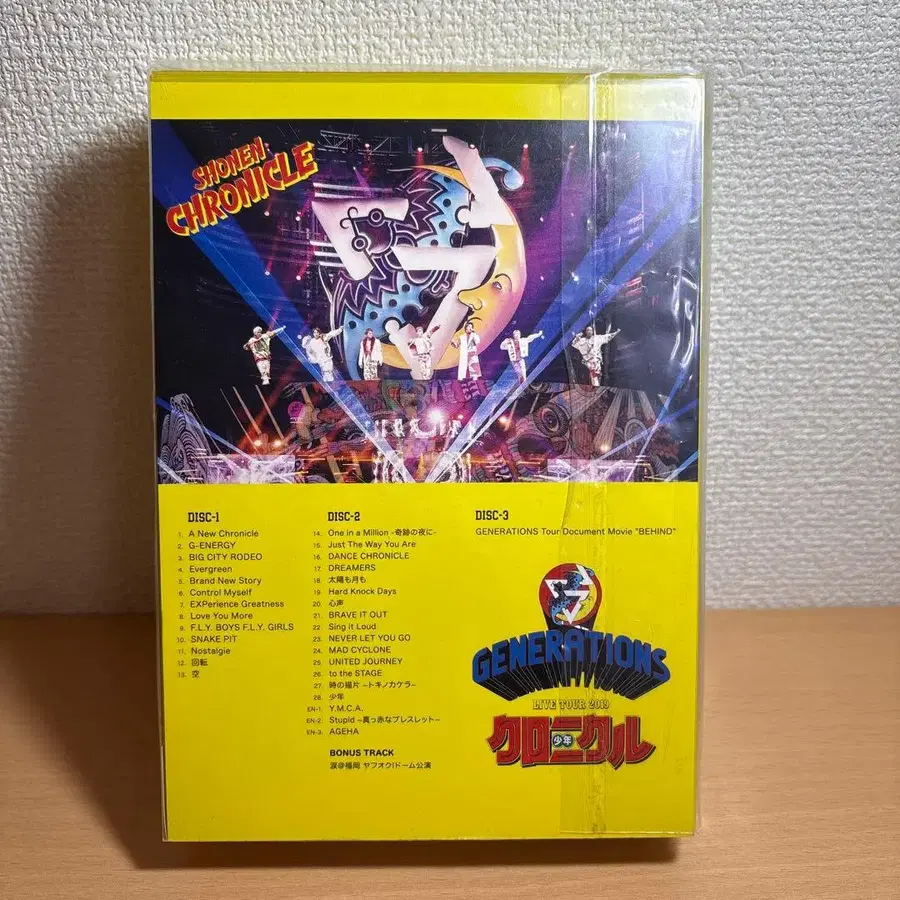 SHONEN
CHRONICLE
DISC-1
1. A New Chronicle
2. G-ENERGY
3. BIG CITY RODEO
4. Evergreen
5. Brand New Story
6. Control Myself
7. EXPerience Greatness
8. Love You More
9. F.L.Y. BOYS F.L.Y. GIRLS
10. SNAKE PIT
11. Nostalgie
12. 回転
13. 空
DISC-2
14. One in a Million -奇跡の夜に-
15. Just The Way You Are
16. DANCE CHRONICLE
17. DREAMERS
18. 太陽も月も
19. Hard Knock Days
20. 心声
21. BRAVE IT OUT
22. Sing it Loud
23. NEVER LET YOU GO
24. MAD CYCLONE
25. UNITED JOURNEY
26. to the STAGE
27. 時の描片 ~トキノカケラ~
28. 少年
EN-1. Y.M.C.A.
EN-2. Stupid ~真っ赤なブレスレット~
EN-3. AGEHA
BONUS TRACK
涙@福岡 ヤフオク!ドーム公演
DISC-3
GENERATIONS Tour Document Movie "BEHIND"
GENERATIONS
LIVE TOUR 2019
少年
クロニクル